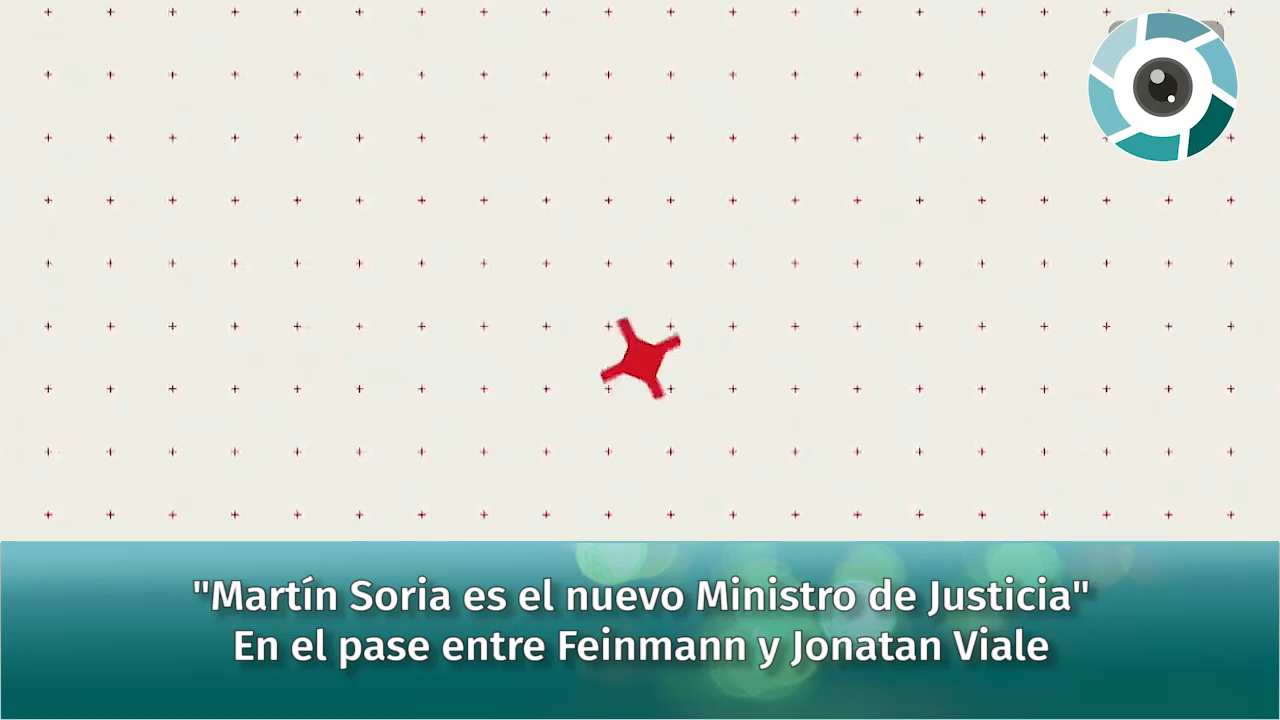 "Martín Soria es el nuevo Ministro de Justicia"
En el pase entre Feinmann y Jonatan Viale